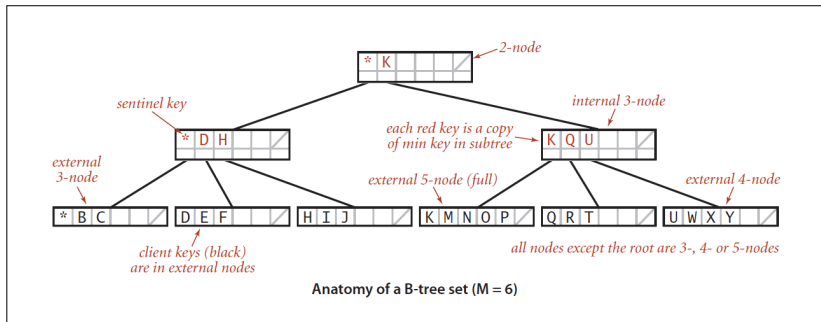 2-node
* K
sentinel key
internal 3-node
each red key is a copy
of min key in subtree
* D H
K Q U
external
3-node
external 5-node (full)
external 4-node
* B C
D E F
H I J
K M N O P
Q R T
U W X Y
client keys (black)
are in external nodes
all nodes except the root are 3-, 4- or 5-nodes
Anatomy of a B-tree set (M = 6)